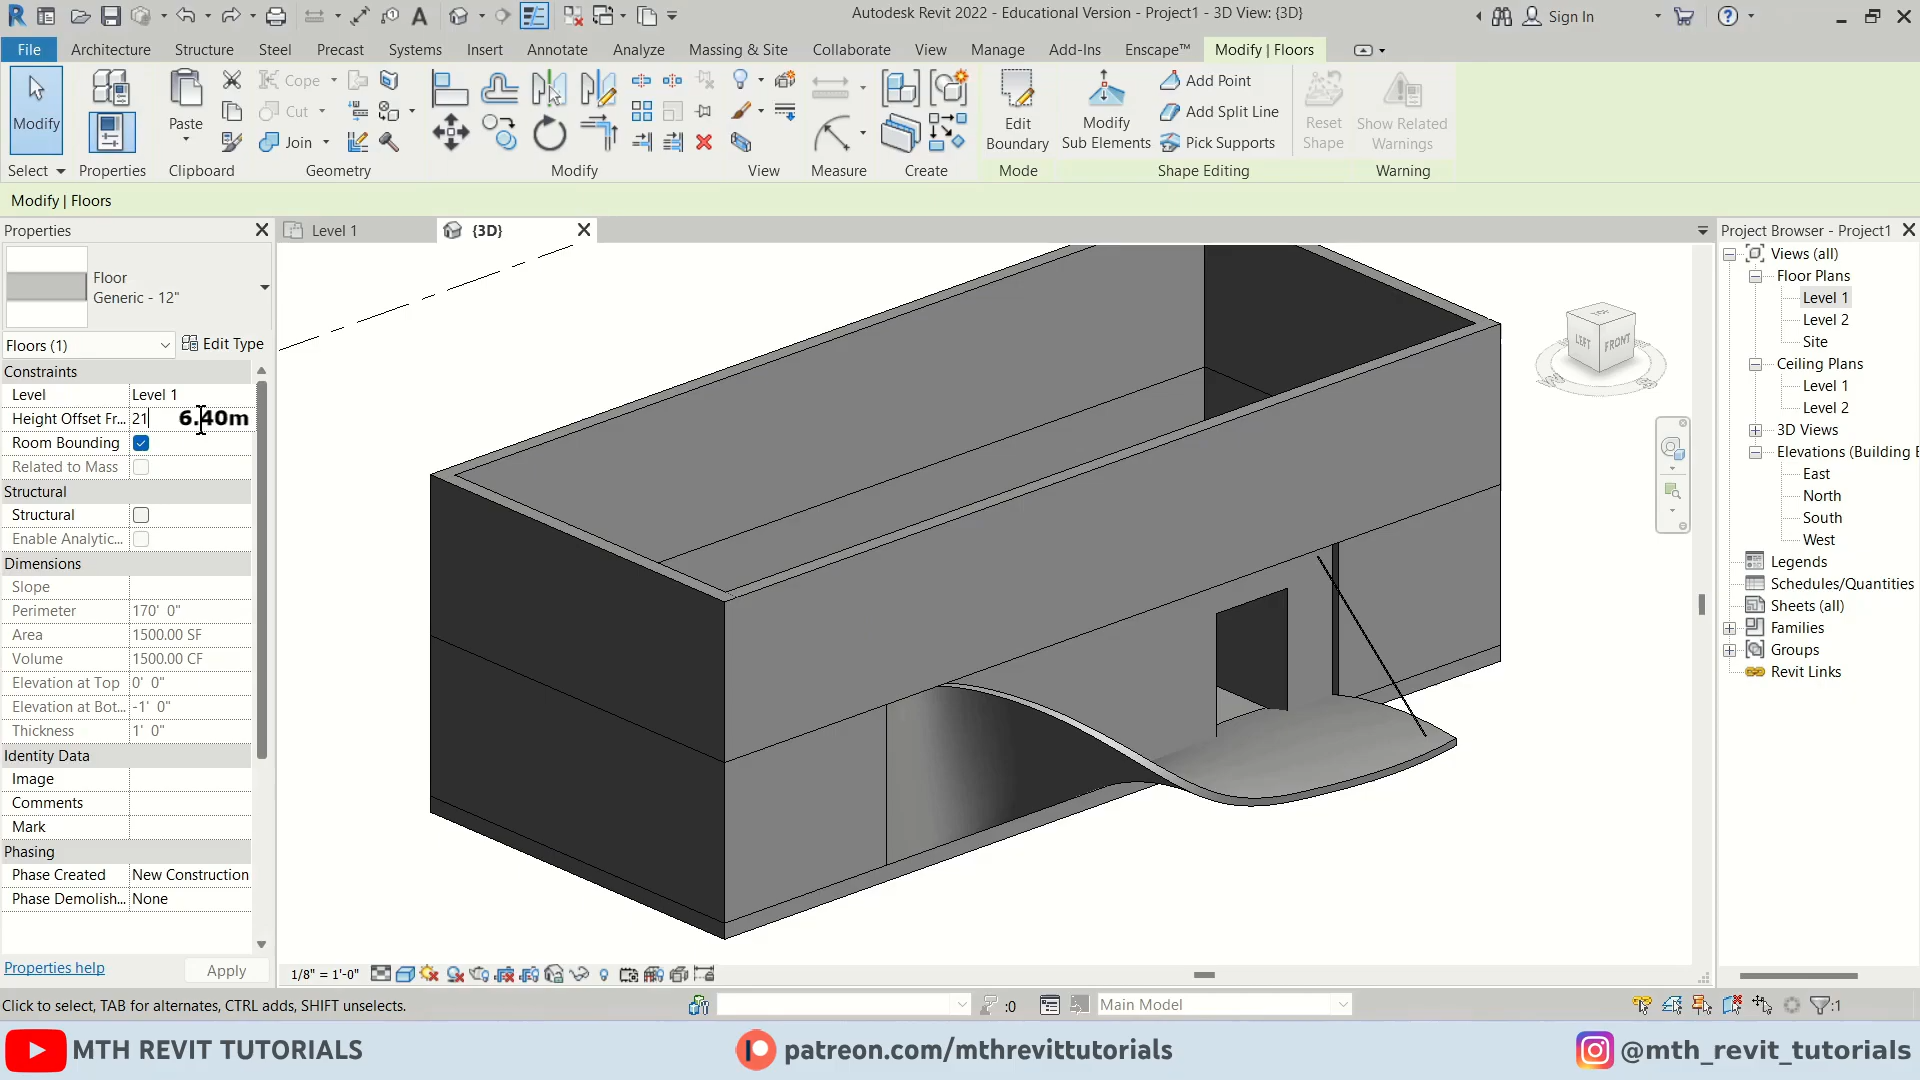 Autodesk Revit 2022 - Educational Version - Project1 - 3D View: {3D}
Sign In
File Architecture Structure Steel Precast Systems Insert Annotate Analyze Massing & Site Collaborate View Manage Add-Ins Enscape™ Modify | Floors
Modify
Paste
Cope
Cut
Join
Edit Boundary
Modify Sub Elements
Add Point
Add Split Line
Pick Supports
Reset Shape
Show Related Warnings
Select Properties Clipboard Geometry Modify View Measure Create Mode Shape Editing Warning
Modify | Floors
Properties
Level 1
{3D}
Project Browser - Project1
Floor
Generic - 12"
Floors (1)
Edit Type
Constraints
Level Level 1
Height Offset Fr... 21 6.40m
Room Bounding
Related to Mass
Structural
Structural
Enable Analytic...
Dimensions
Slope
Perimeter 170' 0"
Area 1500.00 SF
Volume 1500.00 CF
Elevation at Top 0' 0"
Elevation at Bot... -1' 0"
Thickness 1' 0"
Identity Data
Image
Comments
Mark
Phasing
Phase Created New Construction
Phase Demolish... None
Properties help
Apply
TOP
LEFT
FRONT
Views (all)
Floor Plans
Level 1
Level 2
Site
Ceiling Plans
Level 1
Level 2
3D Views
Elevations (Building E
East
North
South
West
Legends
Schedules/Quantities
Sheets (all)
Families
Groups
Revit Links
1/8" = 1'-0"
Click to select, TAB for alternates, CTRL adds, SHIFT unselects.
:0
Main Model
:1
MTH REVIT TUTORIALS
patreon.com/mthrevittutorials
@mth_revit_tutorials